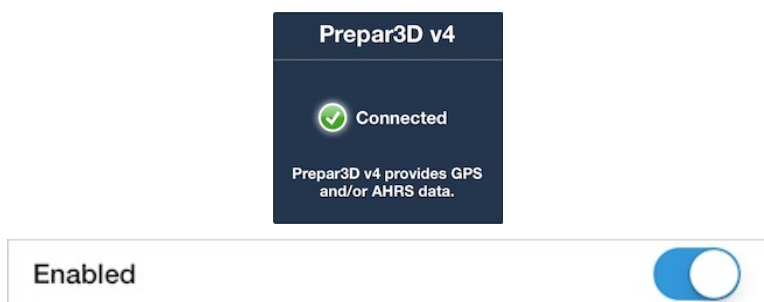 Prepar3D v4
Connected
Prepar3D v4 provides GPS
and/or AHRS data.
Enabled